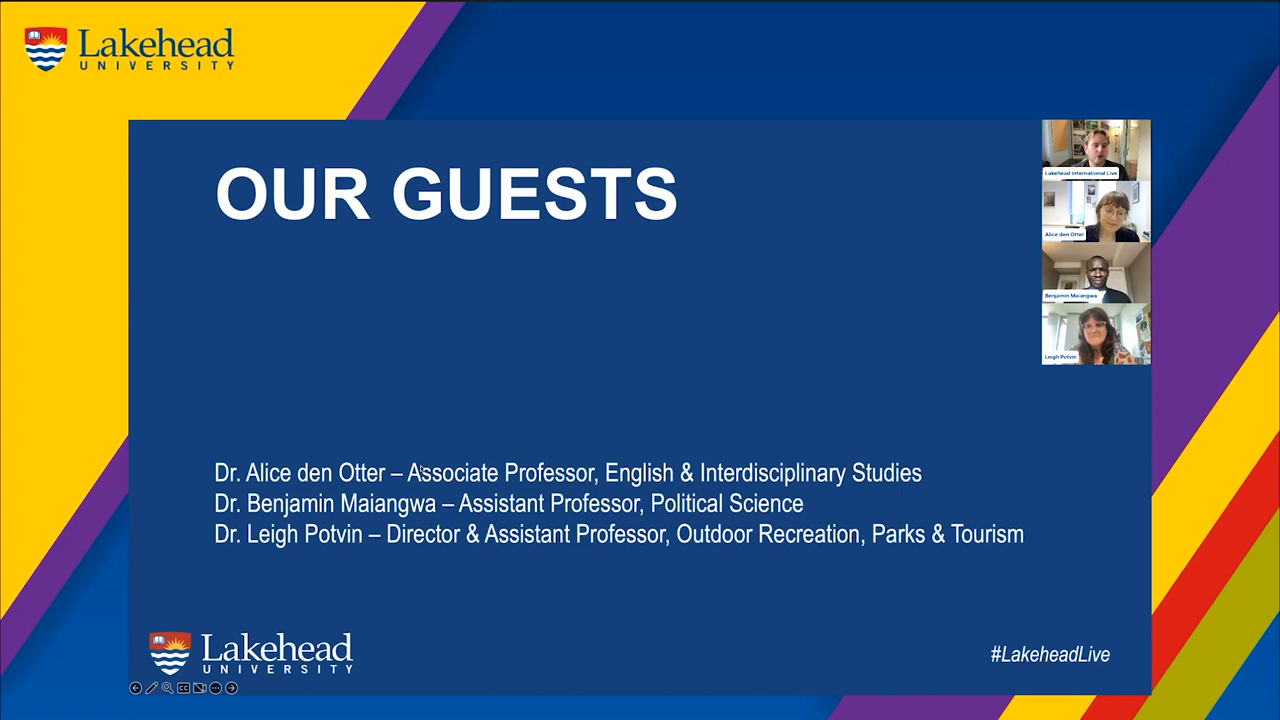 Lakehead
UNIVERSITY
OUR GUESTS
Lakehead International Live
Alice den Otter
Benjamin Maiangwa
Leigh Potvin
Dr. Alice den Otter – Associate Professor, English & Interdisciplinary Studies
Dr. Benjamin Maiangwa – Assistant Professor, Political Science
Dr. Leigh Potvin – Director & Assistant Professor, Outdoor Recreation, Parks & Tourism
Lakehead
UNIVERSITY
#LakeheadLive
CC